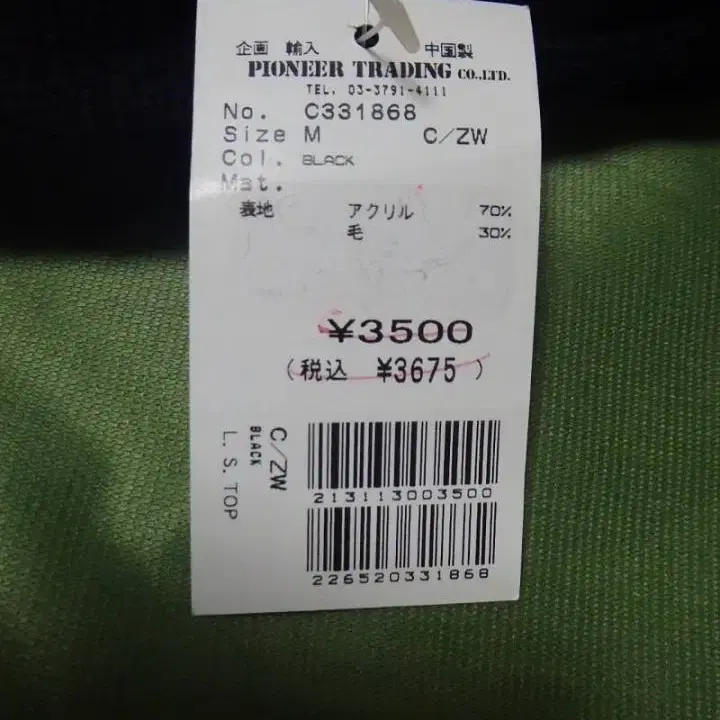 企画 輸入 中国製
PIONEER TRADING CO.,LTD.
TEL. 03-3791-4111
No. C331868
Size M C/ZW
Col. BLACK
Mat.
表地 アクリル 70%
毛 30%
¥3500
(税込 ¥3675)
C/ZW
BLACK
L. S. TOP
213113003500
226520331868